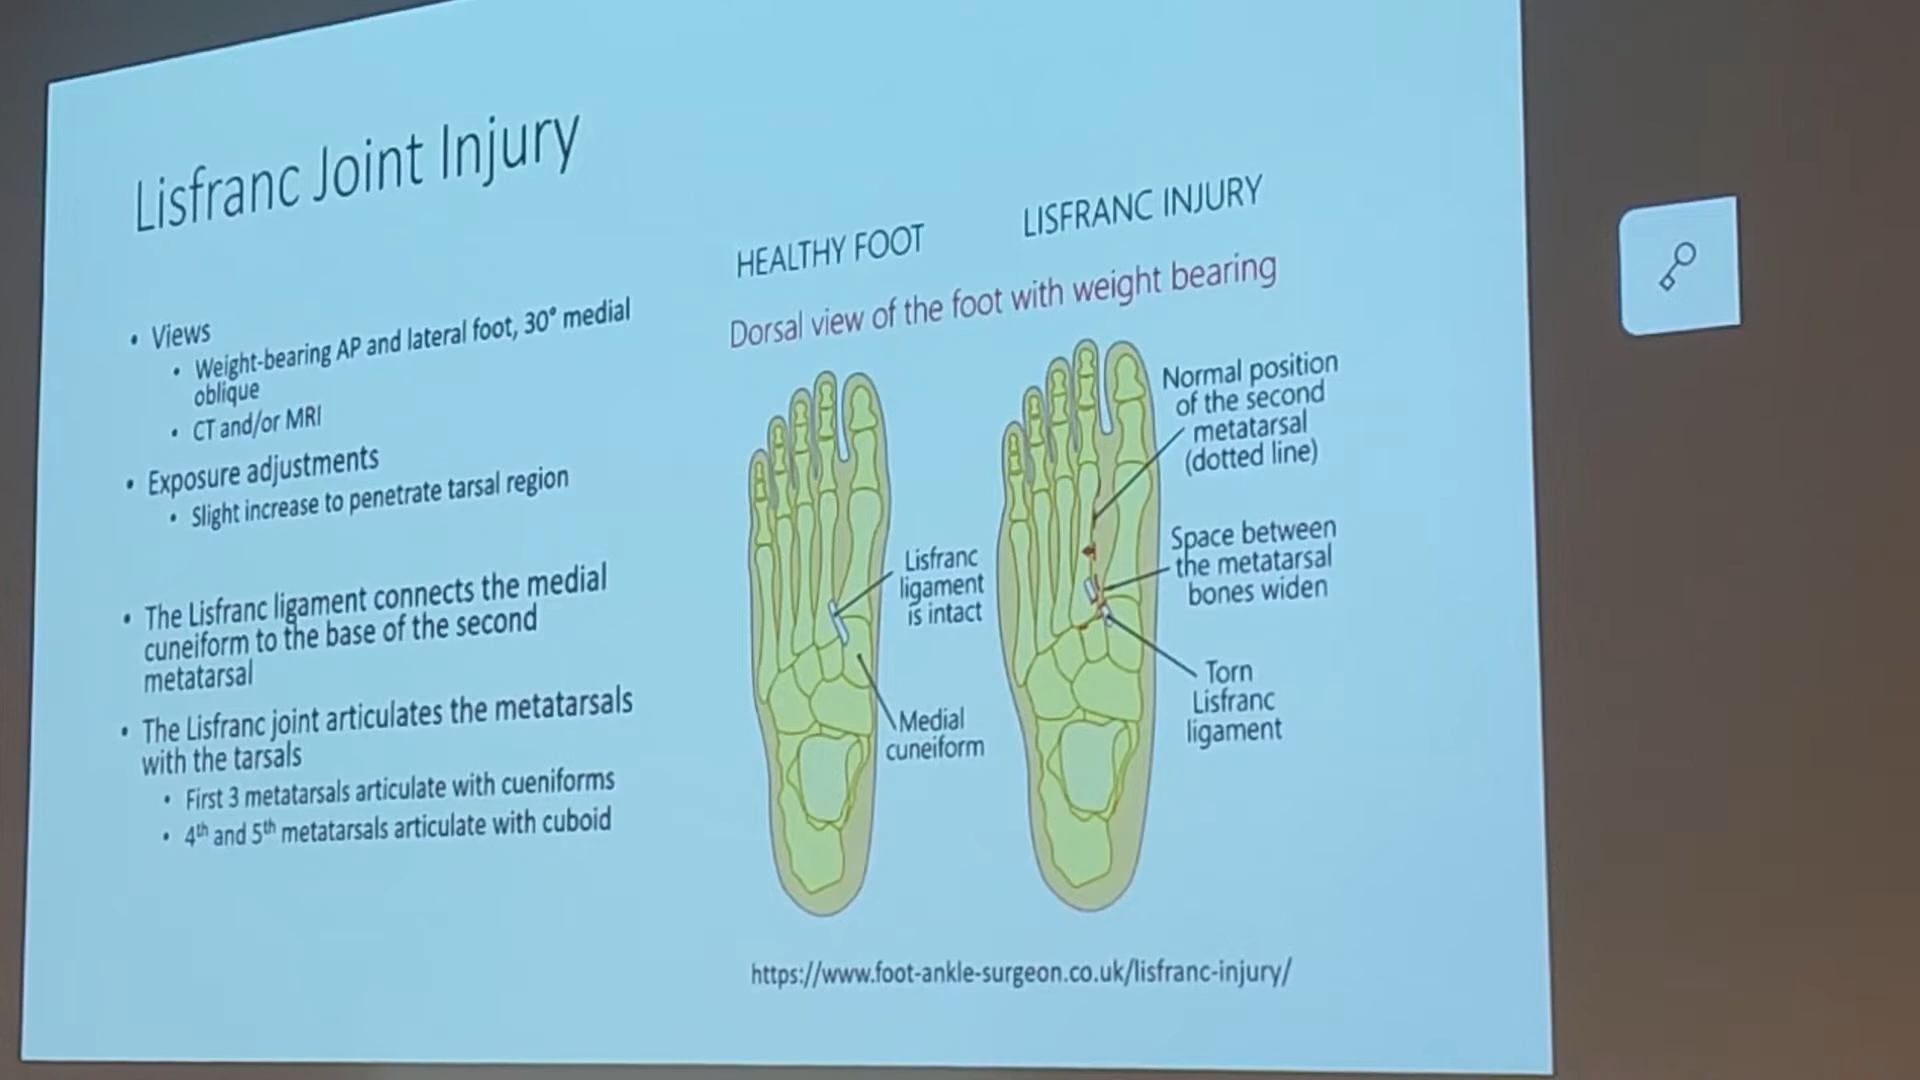 Lisfranc Joint Injury
• Views
• Weight-bearing AP and lateral foot, 30° medial
oblique
• CT and/or MRI
• Exposure adjustments
• Slight increase to penetrate tarsal region
• The Lisfranc ligament connects the medial
cuneiform to the base of the second
metatarsal
• The Lisfranc joint articulates the metatarsals
with the tarsals
• First 3 metatarsals articulate with cueniforms
• 4th and 5th metatarsals articulate with cuboid
HEALTHY FOOT
LISFRANC INJURY
Dorsal view of the foot with weight bearing
Lisfranc
ligament
is intact
Medial
cuneiform
Normal position
of the second
metatarsal
(dotted line)
Space between
the metatarsal
bones widen
Torn
Lisfranc
ligament
https://www.foot-ankle-surgeon.co.uk/lisfranc-injury/